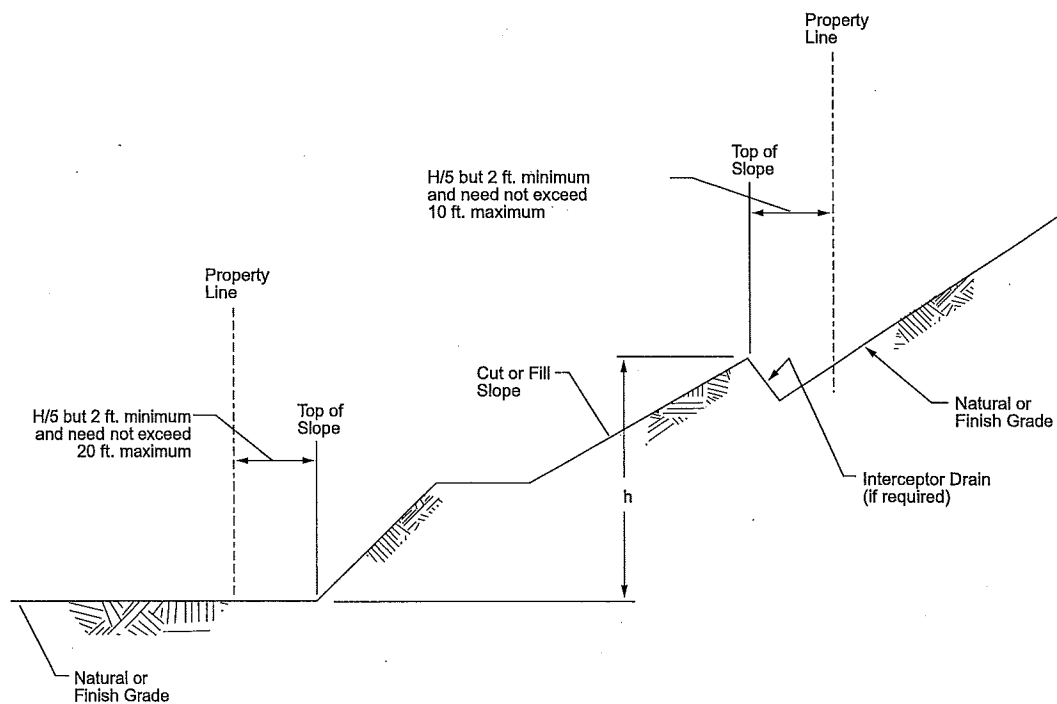 Property
Line
Top of
Slope
H/5 but 2 ft. minimum
and need not exceed
10 ft. maximum
Property
Line
Cut or Fill
Slope
Top of
Slope
H/5 but 2 ft. minimum
and need not exceed
20 ft. maximum
Natural or
Finish Grade
Interceptor Drain
(if required)
h
Natural or
Finish Grade